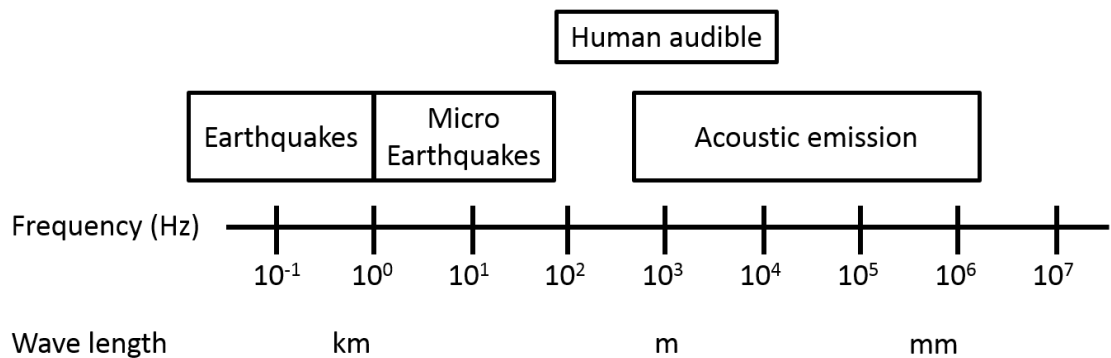 Human audible
Earthquakes
Micro
Earthquakes
Acoustic emission
Frequency (Hz)
10⁻¹ 10⁰ 10¹ 10² 10³ 10⁴ 10⁵ 10⁶ 10⁷
Wave length km m mm